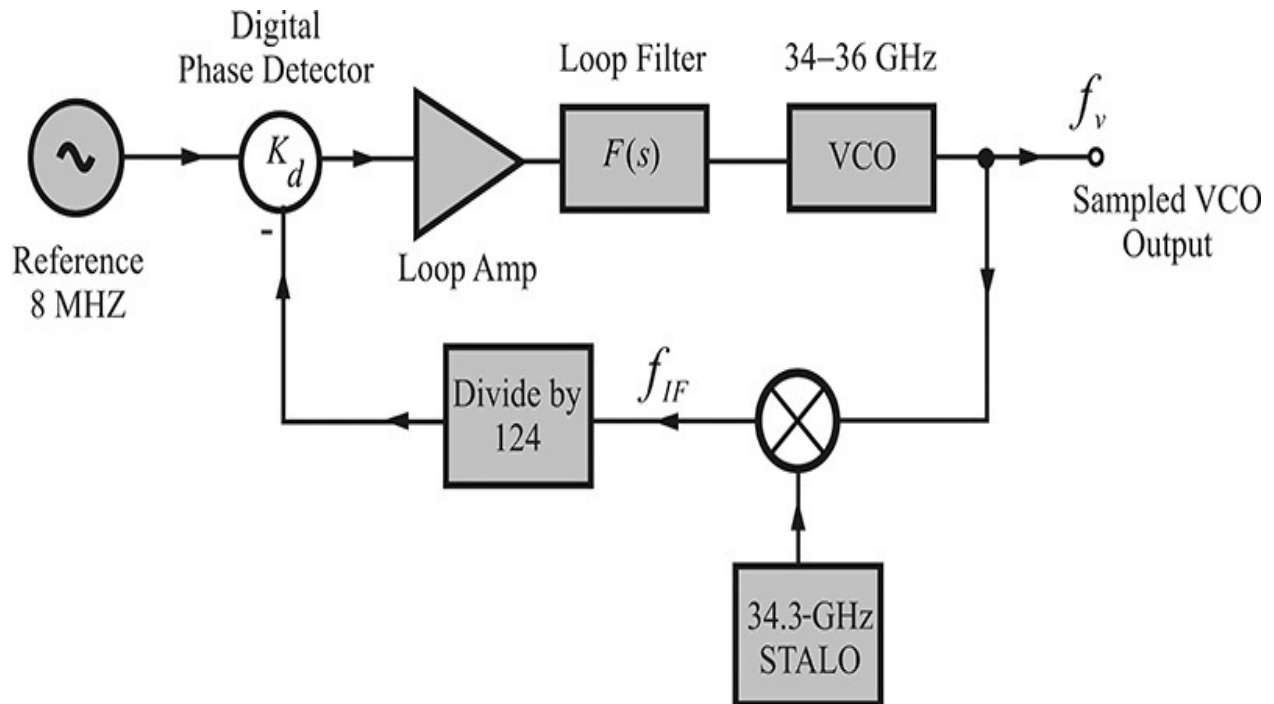 Digital
Phase Detector
Loop Filter
34–36 GHz
K
d
F(s)
VCO
f_v
Sampled VCO
Output
Reference
8 MHZ
-
Loop Amp
Divide by
124
f_IF
34.3-GHz
STALO